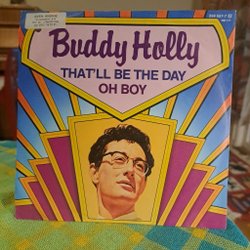 Buddy Holly
THAT'LL BE THE DAY
OH BOY